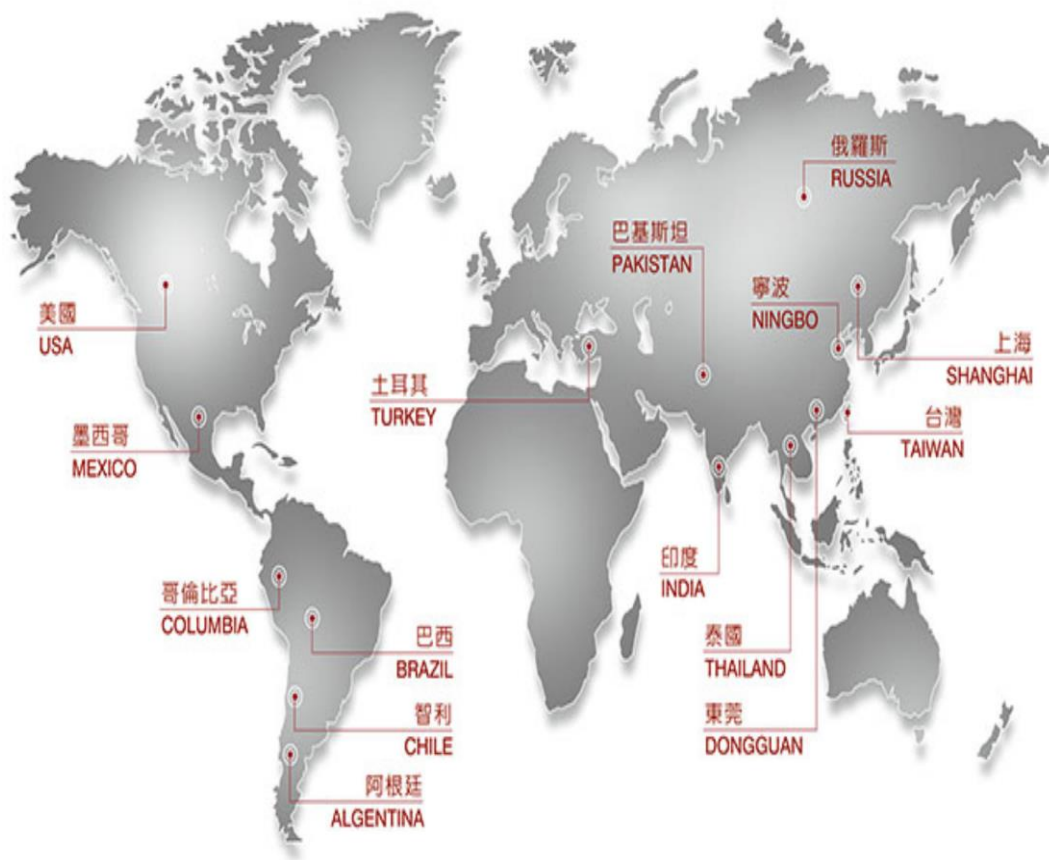 俄羅斯
RUSSIA
巴基斯坦
PAKISTAN
寧波
NINGBO
美國
USA
上海
SHANGHAI
土耳其
TURKEY
台灣
TAIWAN
墨西哥
MEXICO
印度
INDIA
哥倫比亞
COLUMBIA
巴西
BRAZIL
泰國
THAILAND
智利
CHILE
東莞
DONGGUAN
阿根廷
ALGENTINA